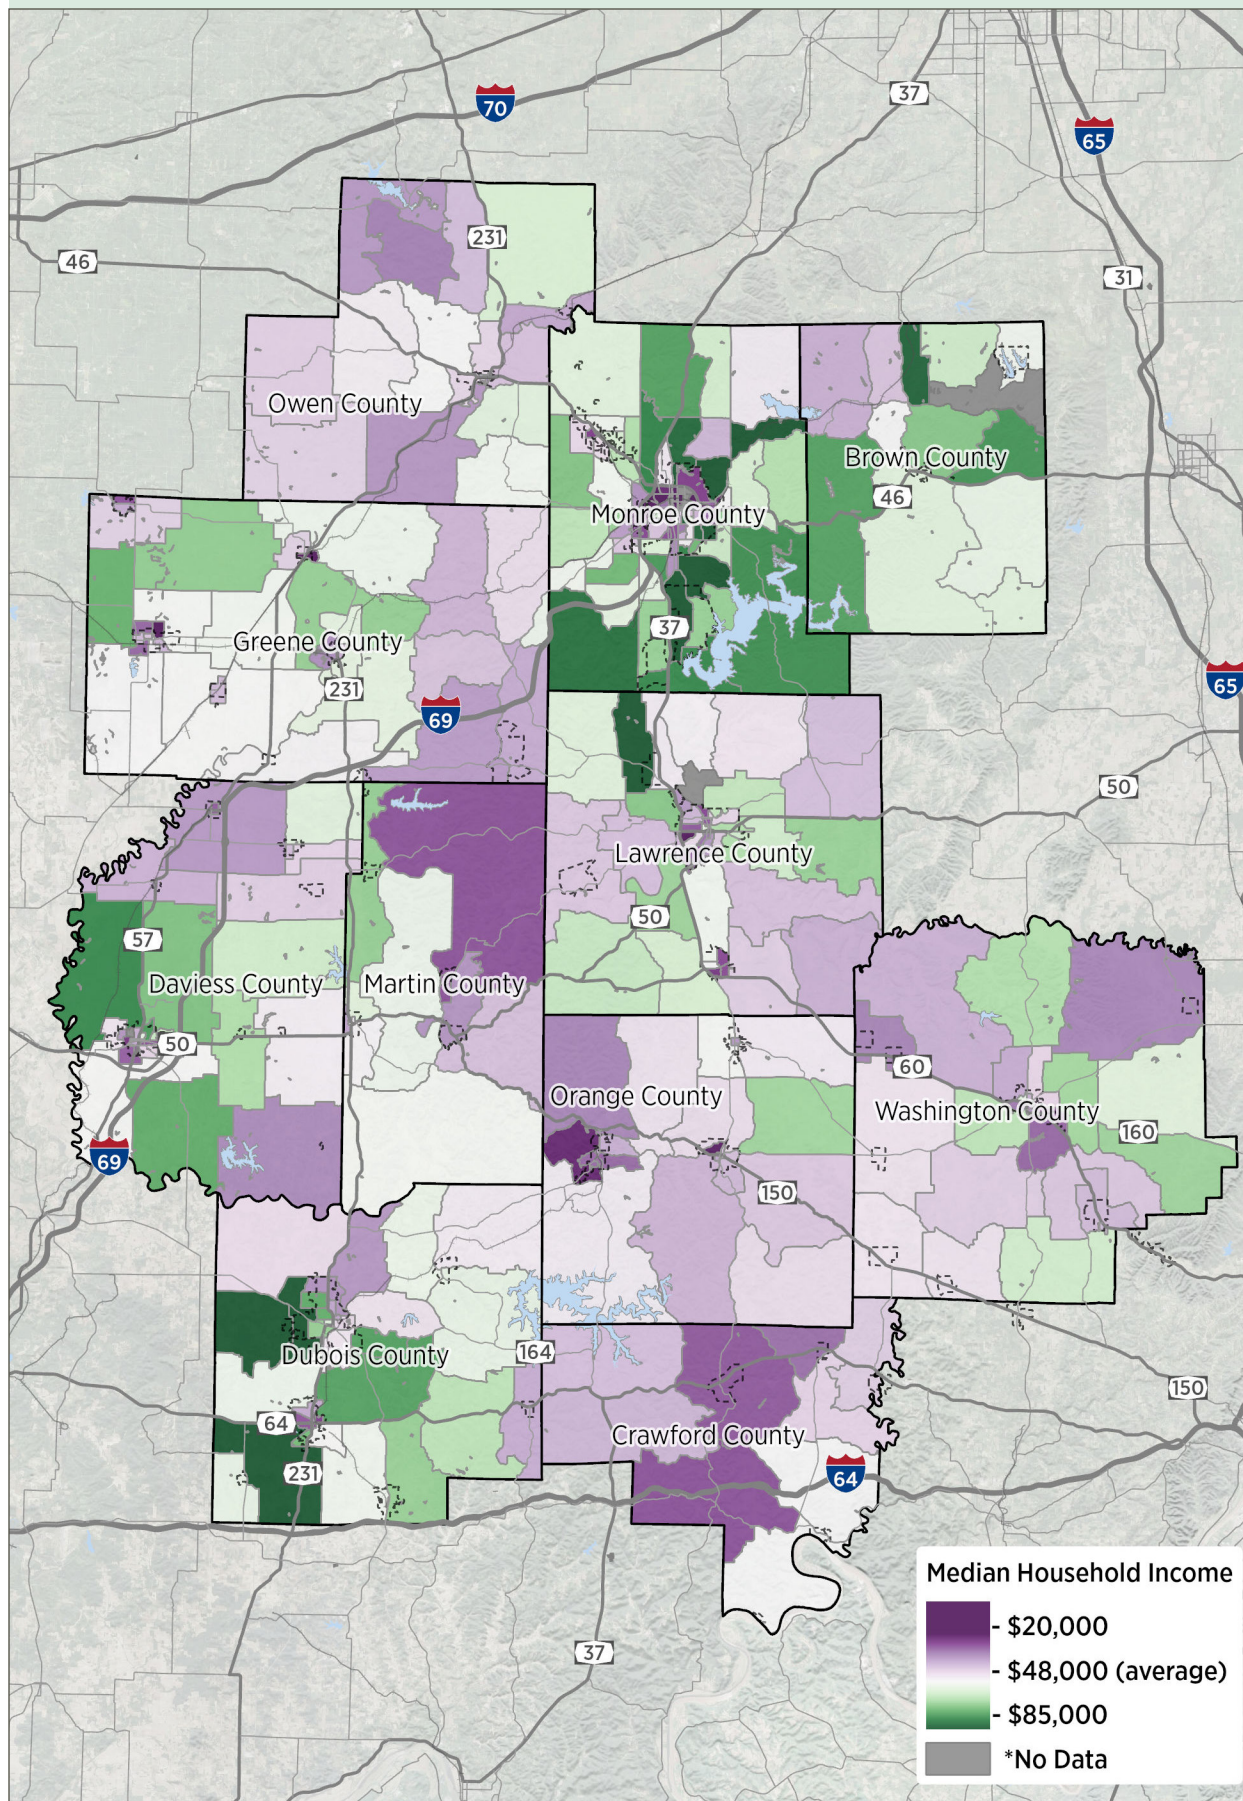 70
37
65
231
46
31
Owen County
Brown County
46
Monroe County
37
Greene County
231
65
69
50
Lawrence County
50
57
Daviess County
Martin County
50
60
Orange County
Washington County
160
69
150
164
Dubois County
150
64
Crawford County
231
64
37
Median Household Income
- $20,000
- $48,000 (average)
- $85,000
*No Data